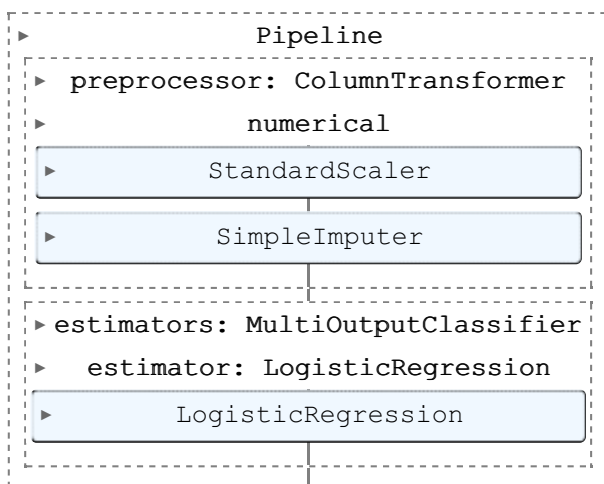 Pipeline
preprocessor: ColumnTransformer
numerical
StandardScaler
SimpleImputer
estimators: MultiOutputClassifier
estimator: LogisticRegression
LogisticRegression